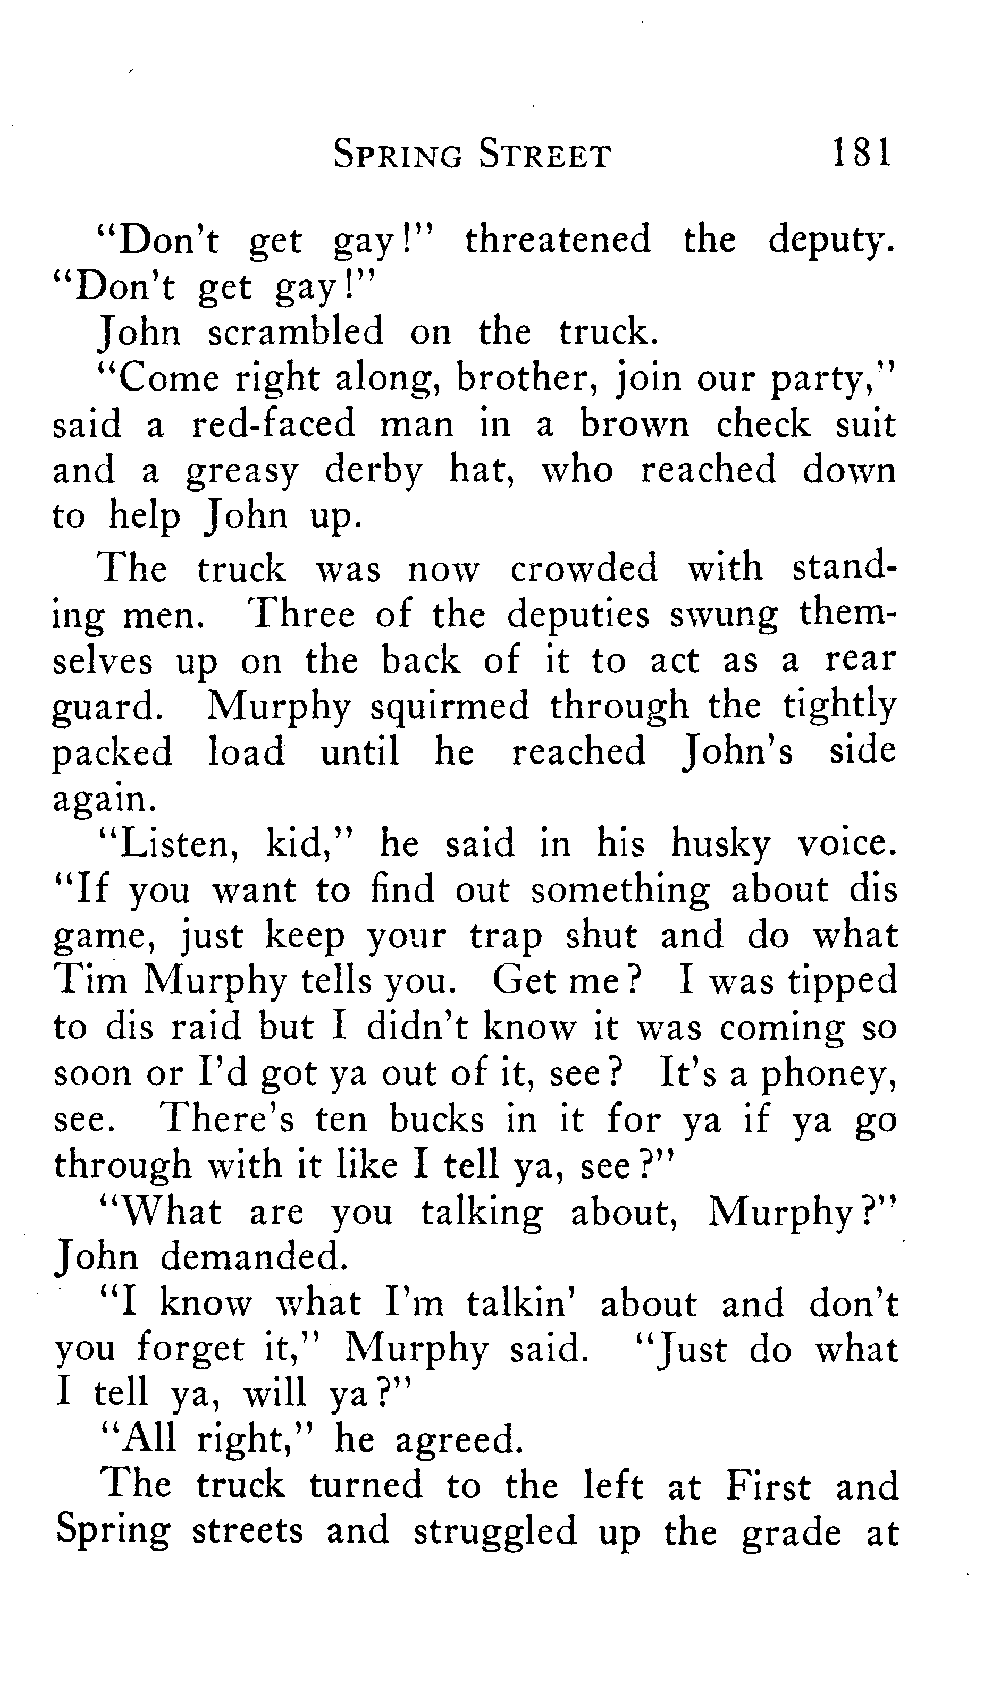 SPRING STREET 181
"Don't get gay!" threatened the deputy.
"Don't get gay!"
John scrambled on the truck.
"Come right along, brother, join our party,"
said a red-faced man in a brown check suit
and a greasy derby hat, who reached down
to help John up.
The truck was now crowded with stand-
ing men. Three of the deputies swung them-
selves up on the back of it to act as a rear
guard. Murphy squirmed through the tightly
packed load until he reached John's side
again.
"Listen, kid," he said in his husky voice.
"If you want to find out something about dis
game, just keep your trap shut and do what
Tim Murphy tells you. Get me? I was tipped
to dis raid but I didn't know it was coming so
soon or I'd got ya out of it, see? It's a phoney,
see. There's ten bucks in it for ya if ya go
through with it like I tell ya, see?"
"What are you talking about, Murphy?"
John demanded.
"I know what I'm talkin' about and don't
you forget it," Murphy said. "Just do what
I tell ya, will ya?"
"All right," he agreed.
The truck turned to the left at First and
Spring streets and struggled up the grade at